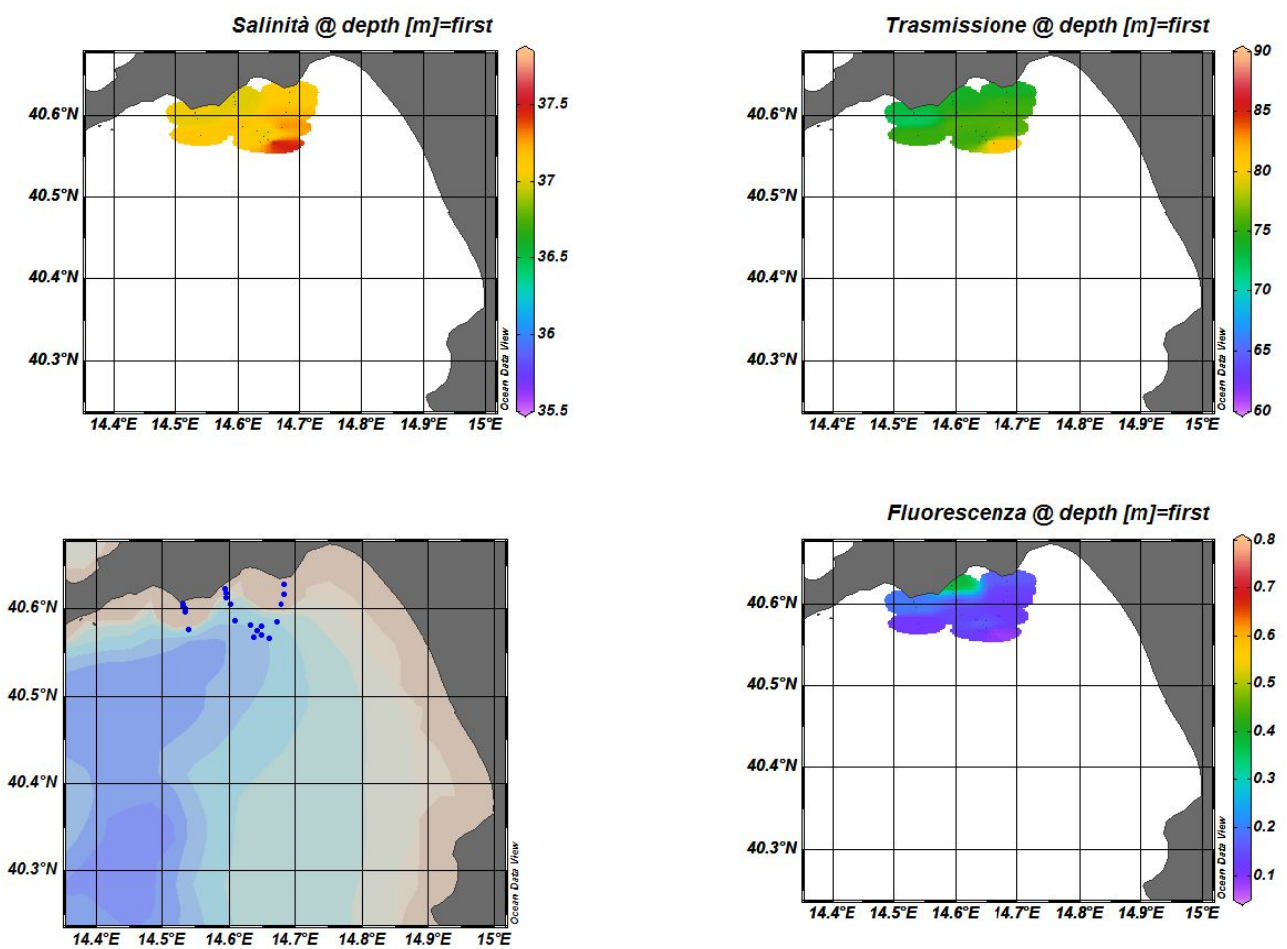 Salinità @ depth [m]=first
40.6°N
40.5°N
40.4°N
40.3°N
14.4°E 14.5°E 14.6°E 14.7°E 14.8°E 14.9°E 15°E
37.5
37
36.5
36
35.5
Ocean Data View
Trasmissione @ depth [m]=first
40.6°N
40.5°N
40.4°N
40.3°N
14.4°E 14.5°E 14.6°E 14.7°E 14.8°E 14.9°E 15°E
90
85
80
75
70
65
60
Ocean Data View
40.6°N
40.5°N
40.4°N
40.3°N
14.4°E 14.5°E 14.6°E 14.7°E 14.8°E 14.9°E 15°E
Ocean Data View
Fluorescenza @ depth [m]=first
40.6°N
40.5°N
40.4°N
40.3°N
14.4°E 14.5°E 14.6°E 14.7°E 14.8°E 14.9°E 15°E
0.8
0.7
0.6
0.5
0.4
0.3
0.2
0.1
Ocean Data View